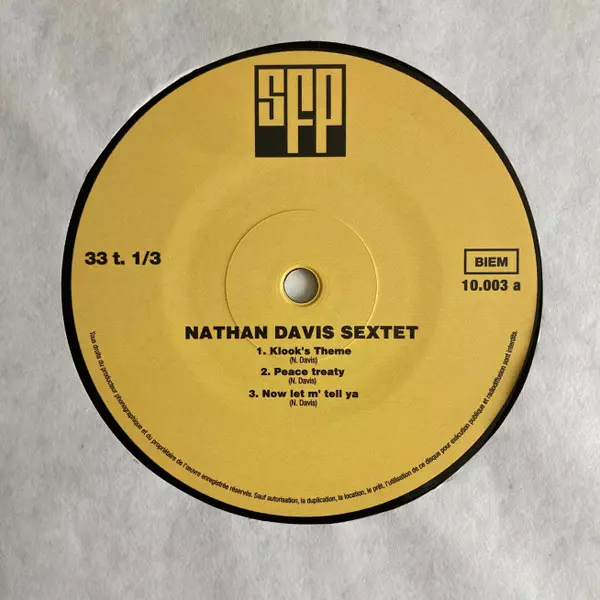 SFP
33 t. 1/3
BIEM
10.003 a
NATHAN DAVIS SEXTET
1. Klook's Theme
(N. Davis)
2. Peace treaty
(N. Davis)
3. Now let m' tell ya
(N. Davis)
Tous droits du producteur phonographique et du propriétaire de l'œuvre enregistrée réservés. Sauf autorisation, la duplication, la location, le prêt, l'utilisation de ce disque pour exécution publique et radiodiffusion sont interdits.